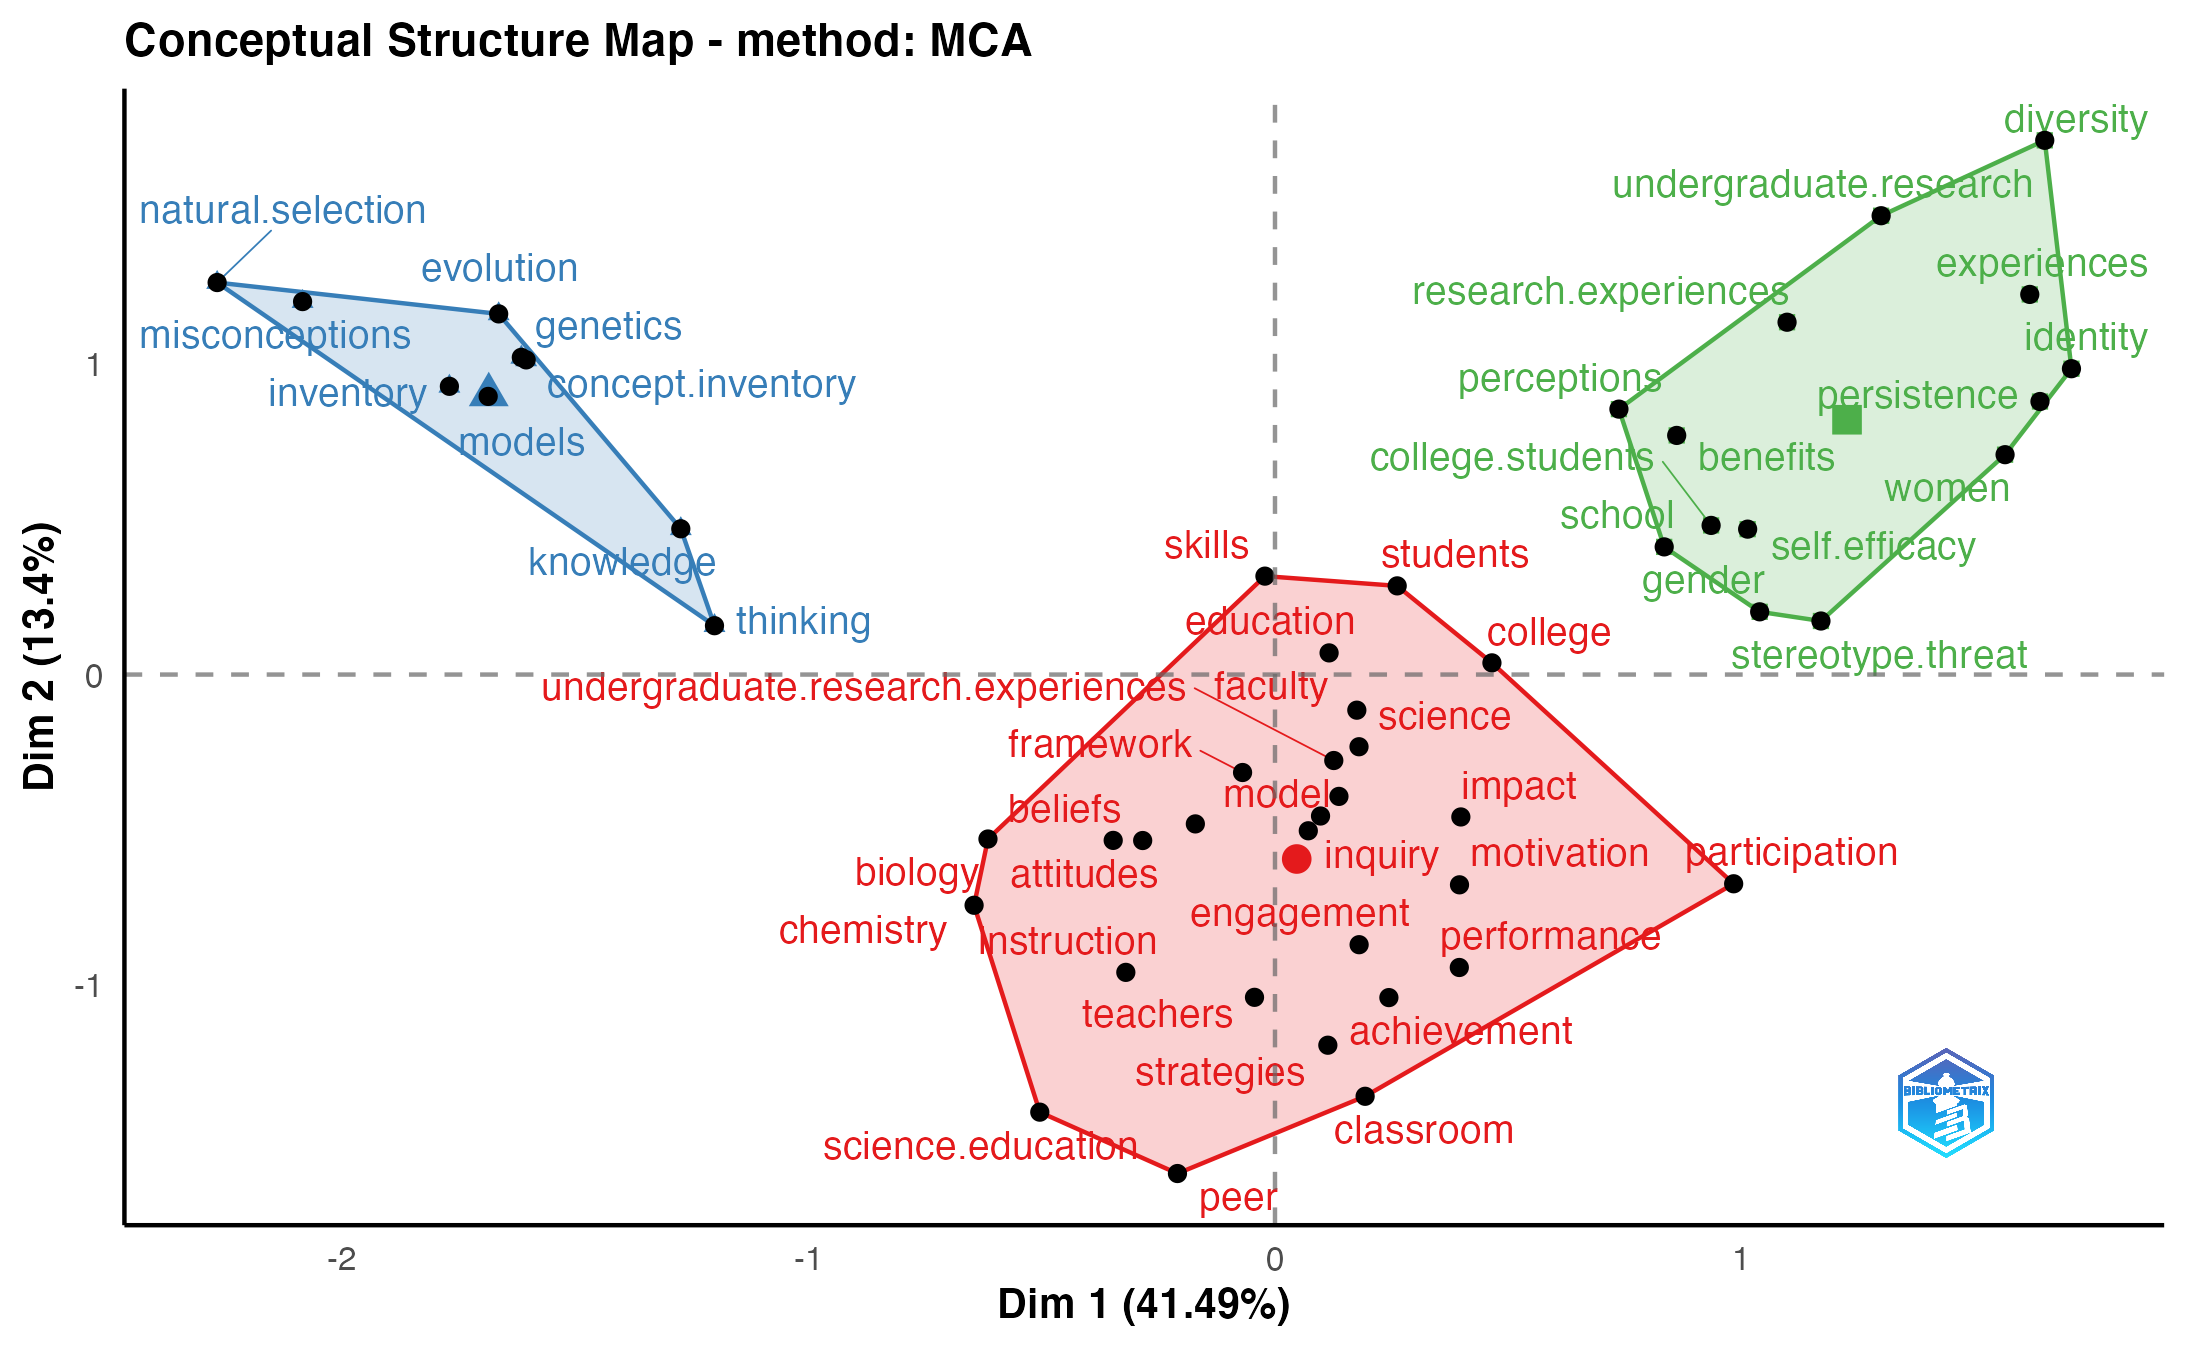 Conceptual Structure Map - method: MCA
diversity
undergraduate.research
natural.selection
evolution
experiences
research.experiences
genetics
misconceptions
identity
1
perceptions
concept.inventory
inventory
persistence
models
college.students
benefits
women
school
skills
students
self.efficacy
knowledge
gender
thinking
education
college
stereotype.threat
0
undergraduate.research.experiences
faculty
science
framework
model
impact
beliefs
inquiry
motivation
participation
biology
attitudes
engagement
chemistry
instruction
performance
-1
teachers
achievement
strategies
BIBLIOMETRIX
classroom
science.education
peer
-2
-1
0
1
Dim 1 (41.49%)
Dim 2 (13.4%)